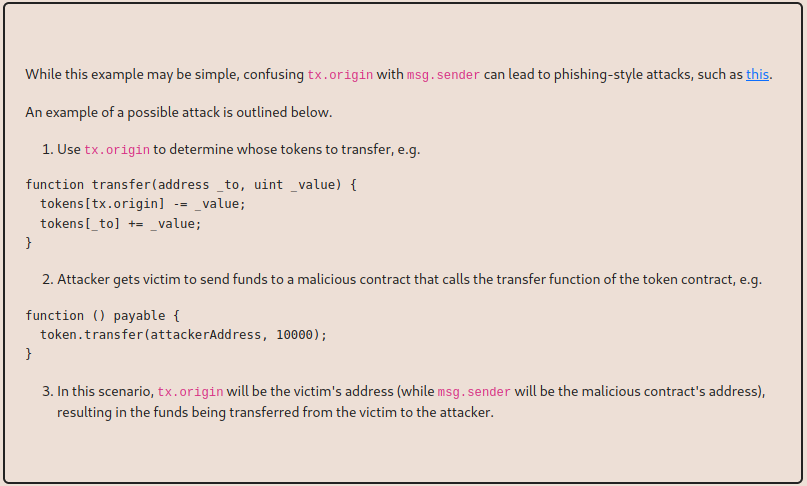 While this example may be simple, confusing tx.origin with msg.sender can lead to phishing-style attacks, such as this.
An example of a possible attack is outlined below.
1. Use tx.origin to determine whose tokens to transfer, e.g.
function transfer(address _to, uint _value) {
  tokens[tx.origin] -= _value;
  tokens[_to] += _value;
}
2. Attacker gets victim to send funds to a malicious contract that calls the transfer function of the token contract, e.g.
function () payable {
  token.transfer(attackerAddress, 10000);
}
3. In this scenario, tx.origin will be the victim's address (while msg.sender will be the malicious contract's address),
resulting in the funds being transferred from the victim to the attacker.